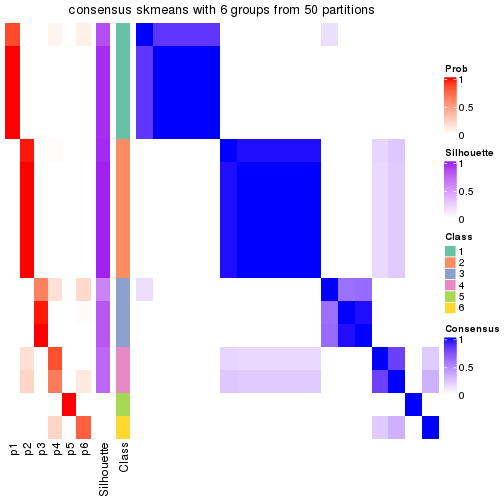 consensus skmeans with 6 groups from 50 partitions
Prob
1
0.5
0
Silhouette
1
0.5
0
Class
1
2
3
4
5
6
Consensus
1
0.5
0
p1
p2
p3
p4
p5
p6
Silhouette
Class